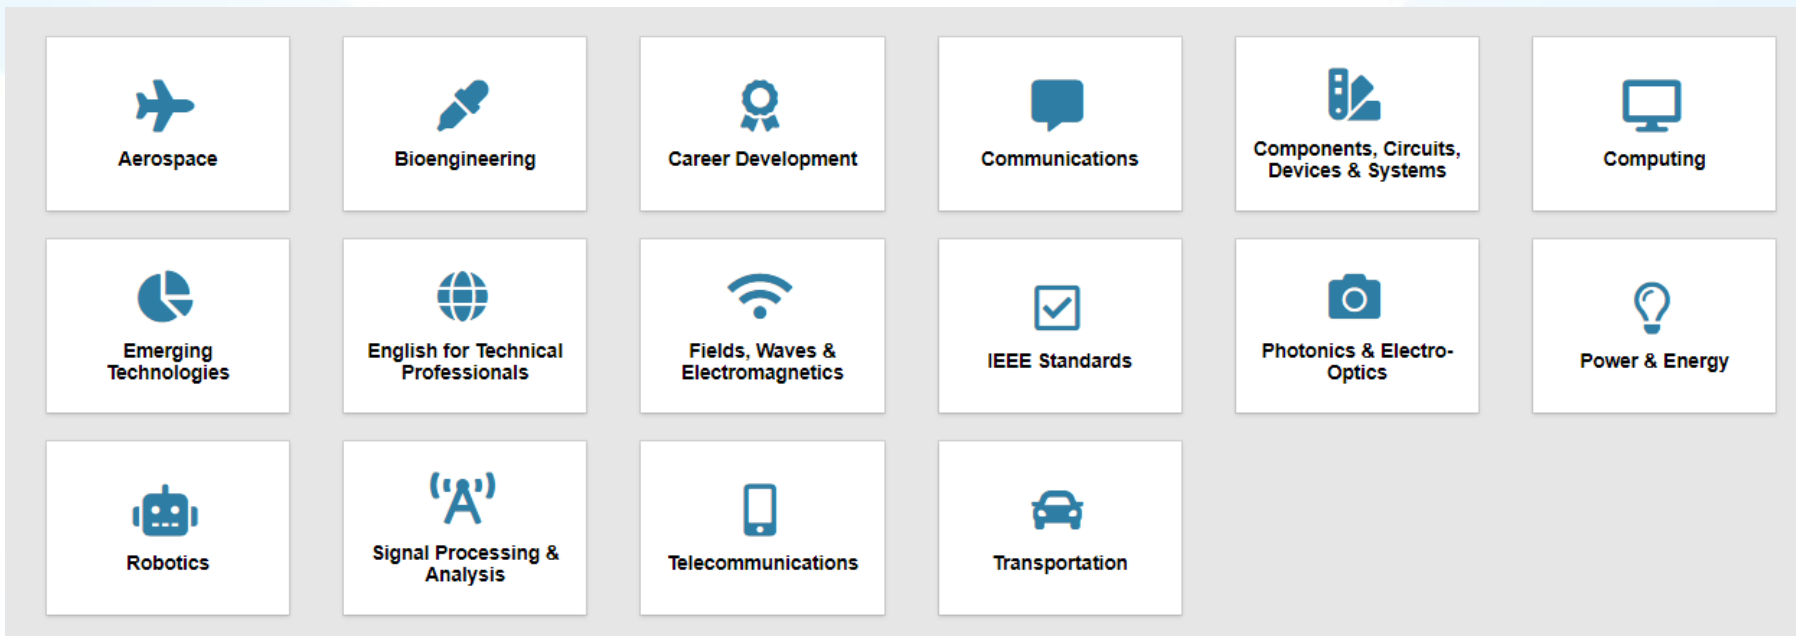 Aerospace
Bioengineering
Career Development
Communications
Components, Circuits,
Devices & Systems
Computing
Emerging
Technologies
English for Technical
Professionals
Fields, Waves &
Electromagnetics
IEEE Standards
Photonics & Electro-
Optics
Power & Energy
Robotics
Signal Processing &
Analysis
Telecommunications
Transportation